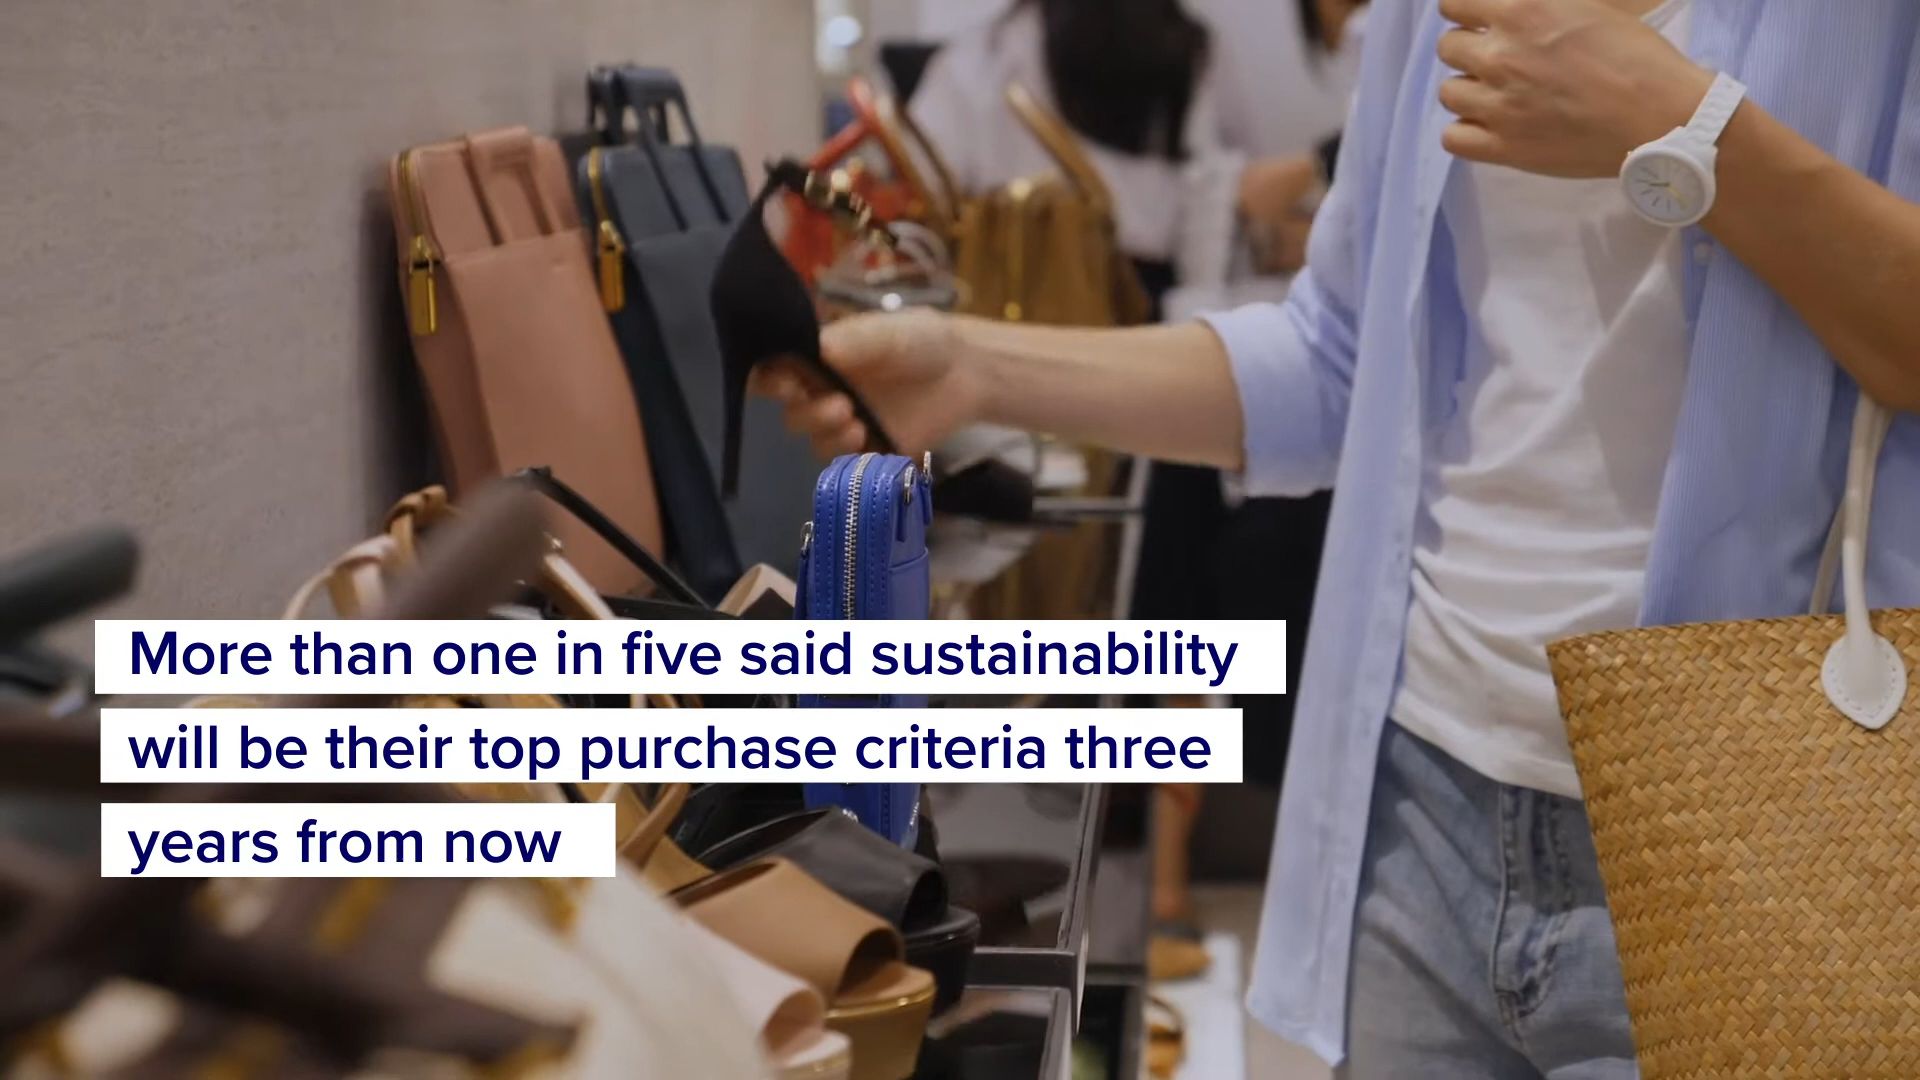 More than one in five said sustainability
will be their top purchase criteria three
years from now